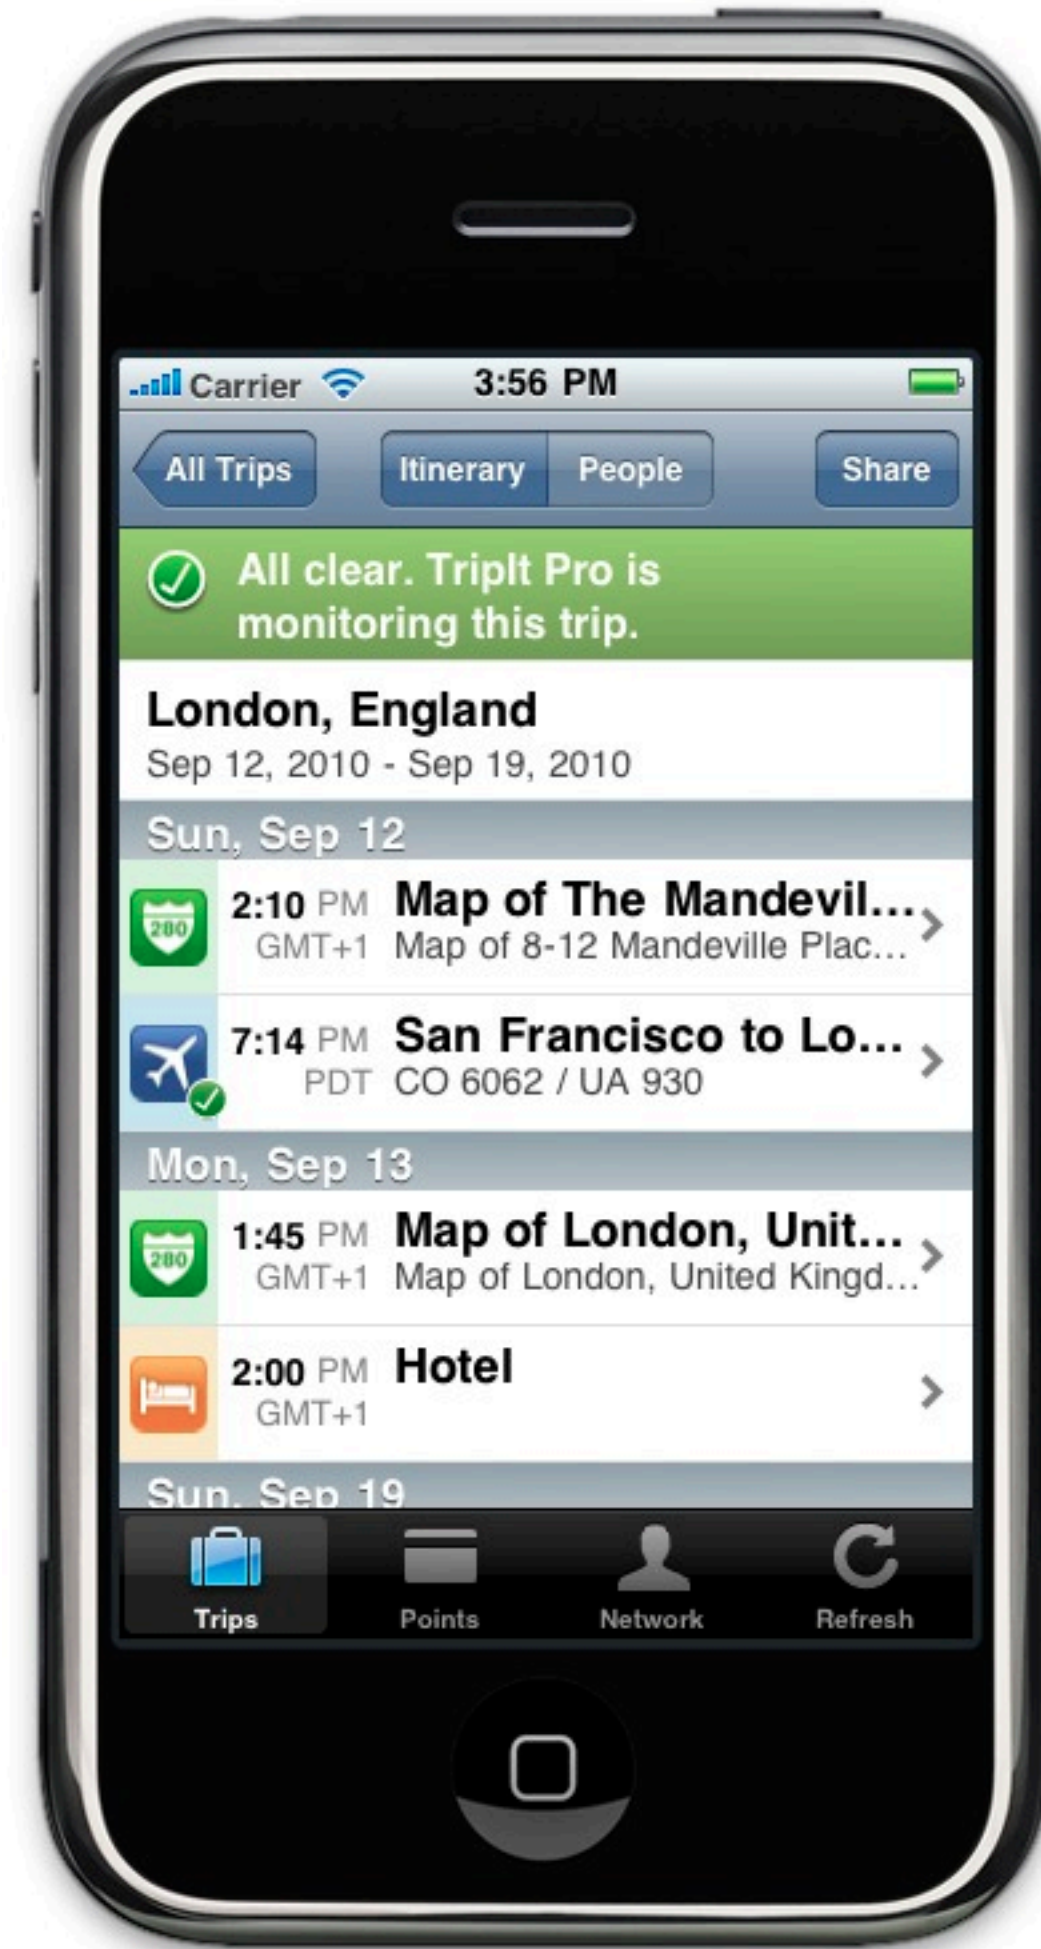 Carrier 3:56 PM
All Trips Itinerary People Share
All clear. TripIt Pro is
monitoring this trip.
London, England
Sep 12, 2010 - Sep 19, 2010
Sun, Sep 12
280 2:10 PM Map of The Mandevil...
GMT+1 Map of 8-12 Mandeville Plac...
7:14 PM San Francisco to Lo...
PDT CO 6062 / UA 930
Mon, Sep 13
280 1:45 PM Map of London, Unit...
GMT+1 Map of London, United Kingd...
2:00 PM Hotel
GMT+1
Sun, Sep 19
Trips Points Network Refresh